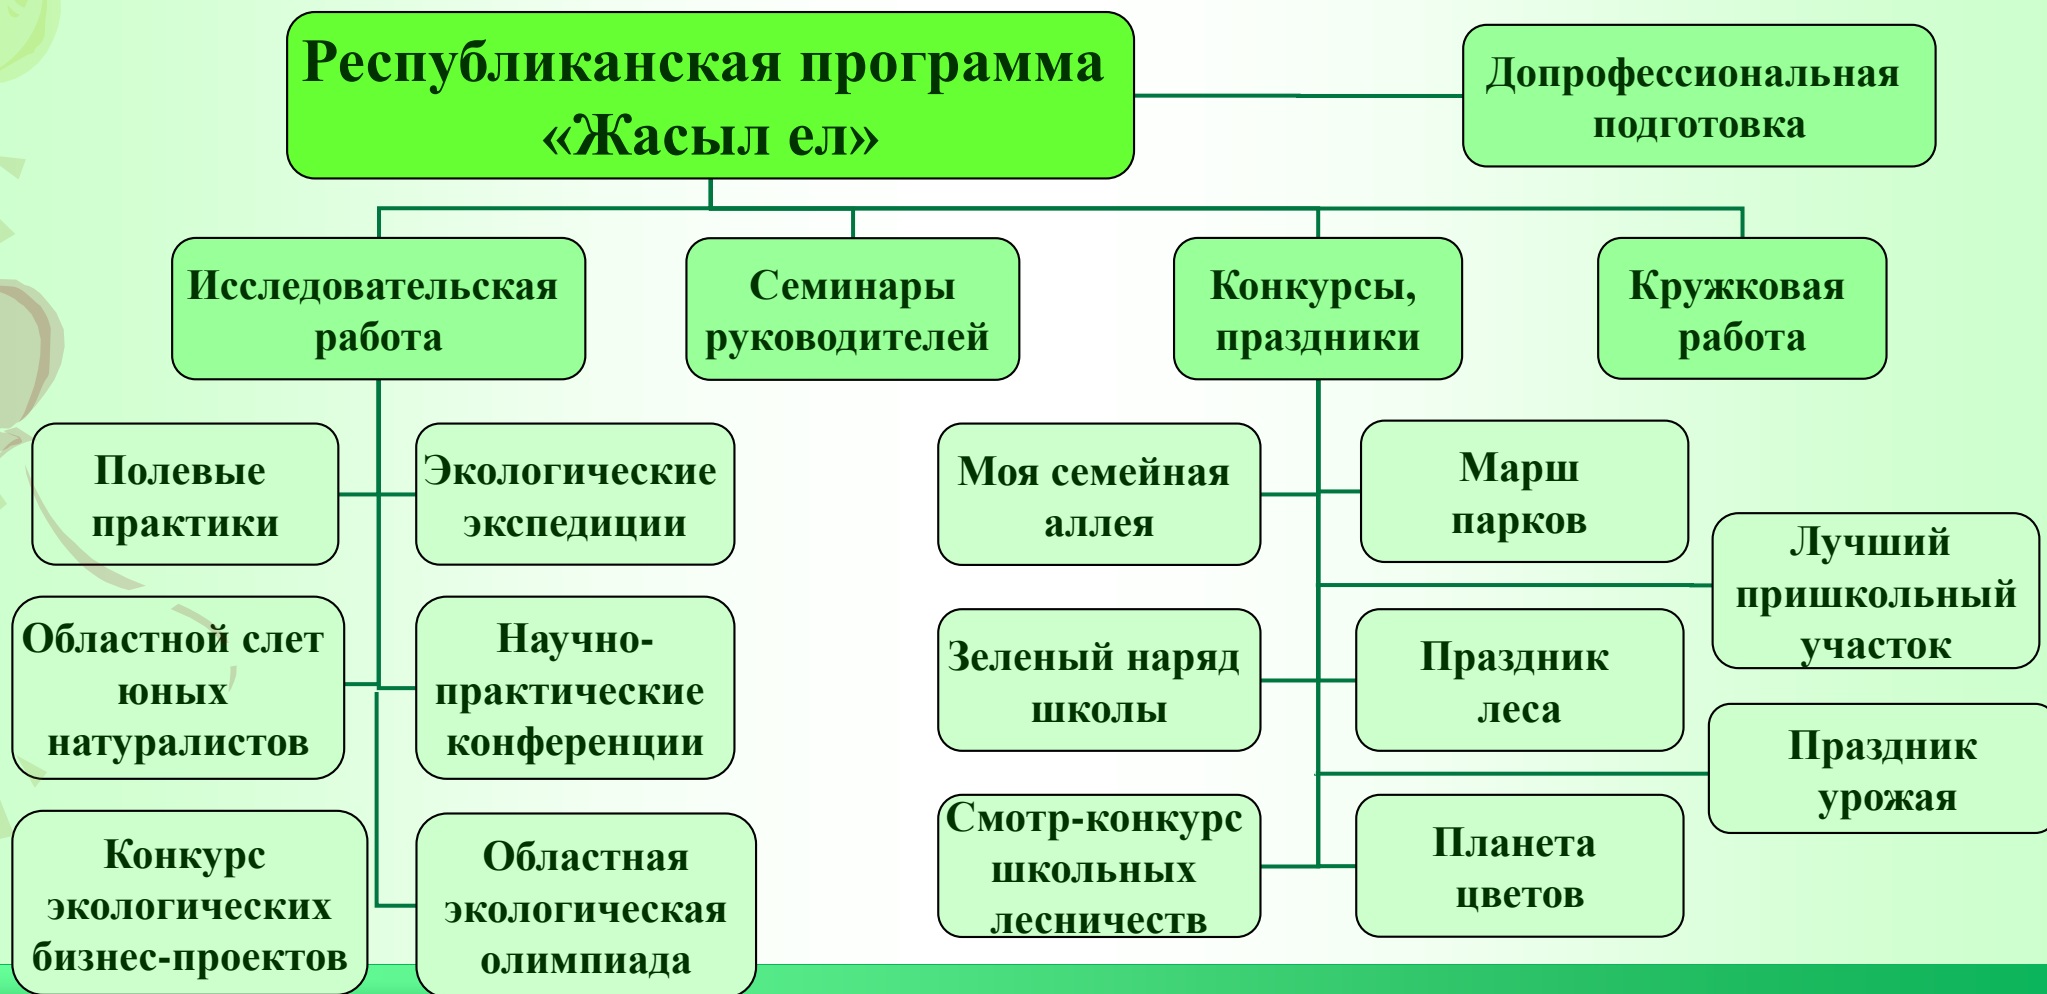 Республиканская программа
«Жасыл ел»
Допрофессиональная
подготовка
Исследовательская
работа
Семинары
руководителей
Конкурсы,
праздники
Кружковая
работа
Полевые
практики
Экологические
экспедиции
Моя семейная
аллея
Марш
парков
Лучший
пришкольный
участок
Областной слет
юных
натуралистов
Научно-
практические
конференции
Зеленый наряд
школы
Праздник
леса
Праздник
урожая
Конкурс
экологических
бизнес-проектов
Областная
экологическая
олимпиада
Смотр-конкурс
школьных
лесничеств
Планета
цветов